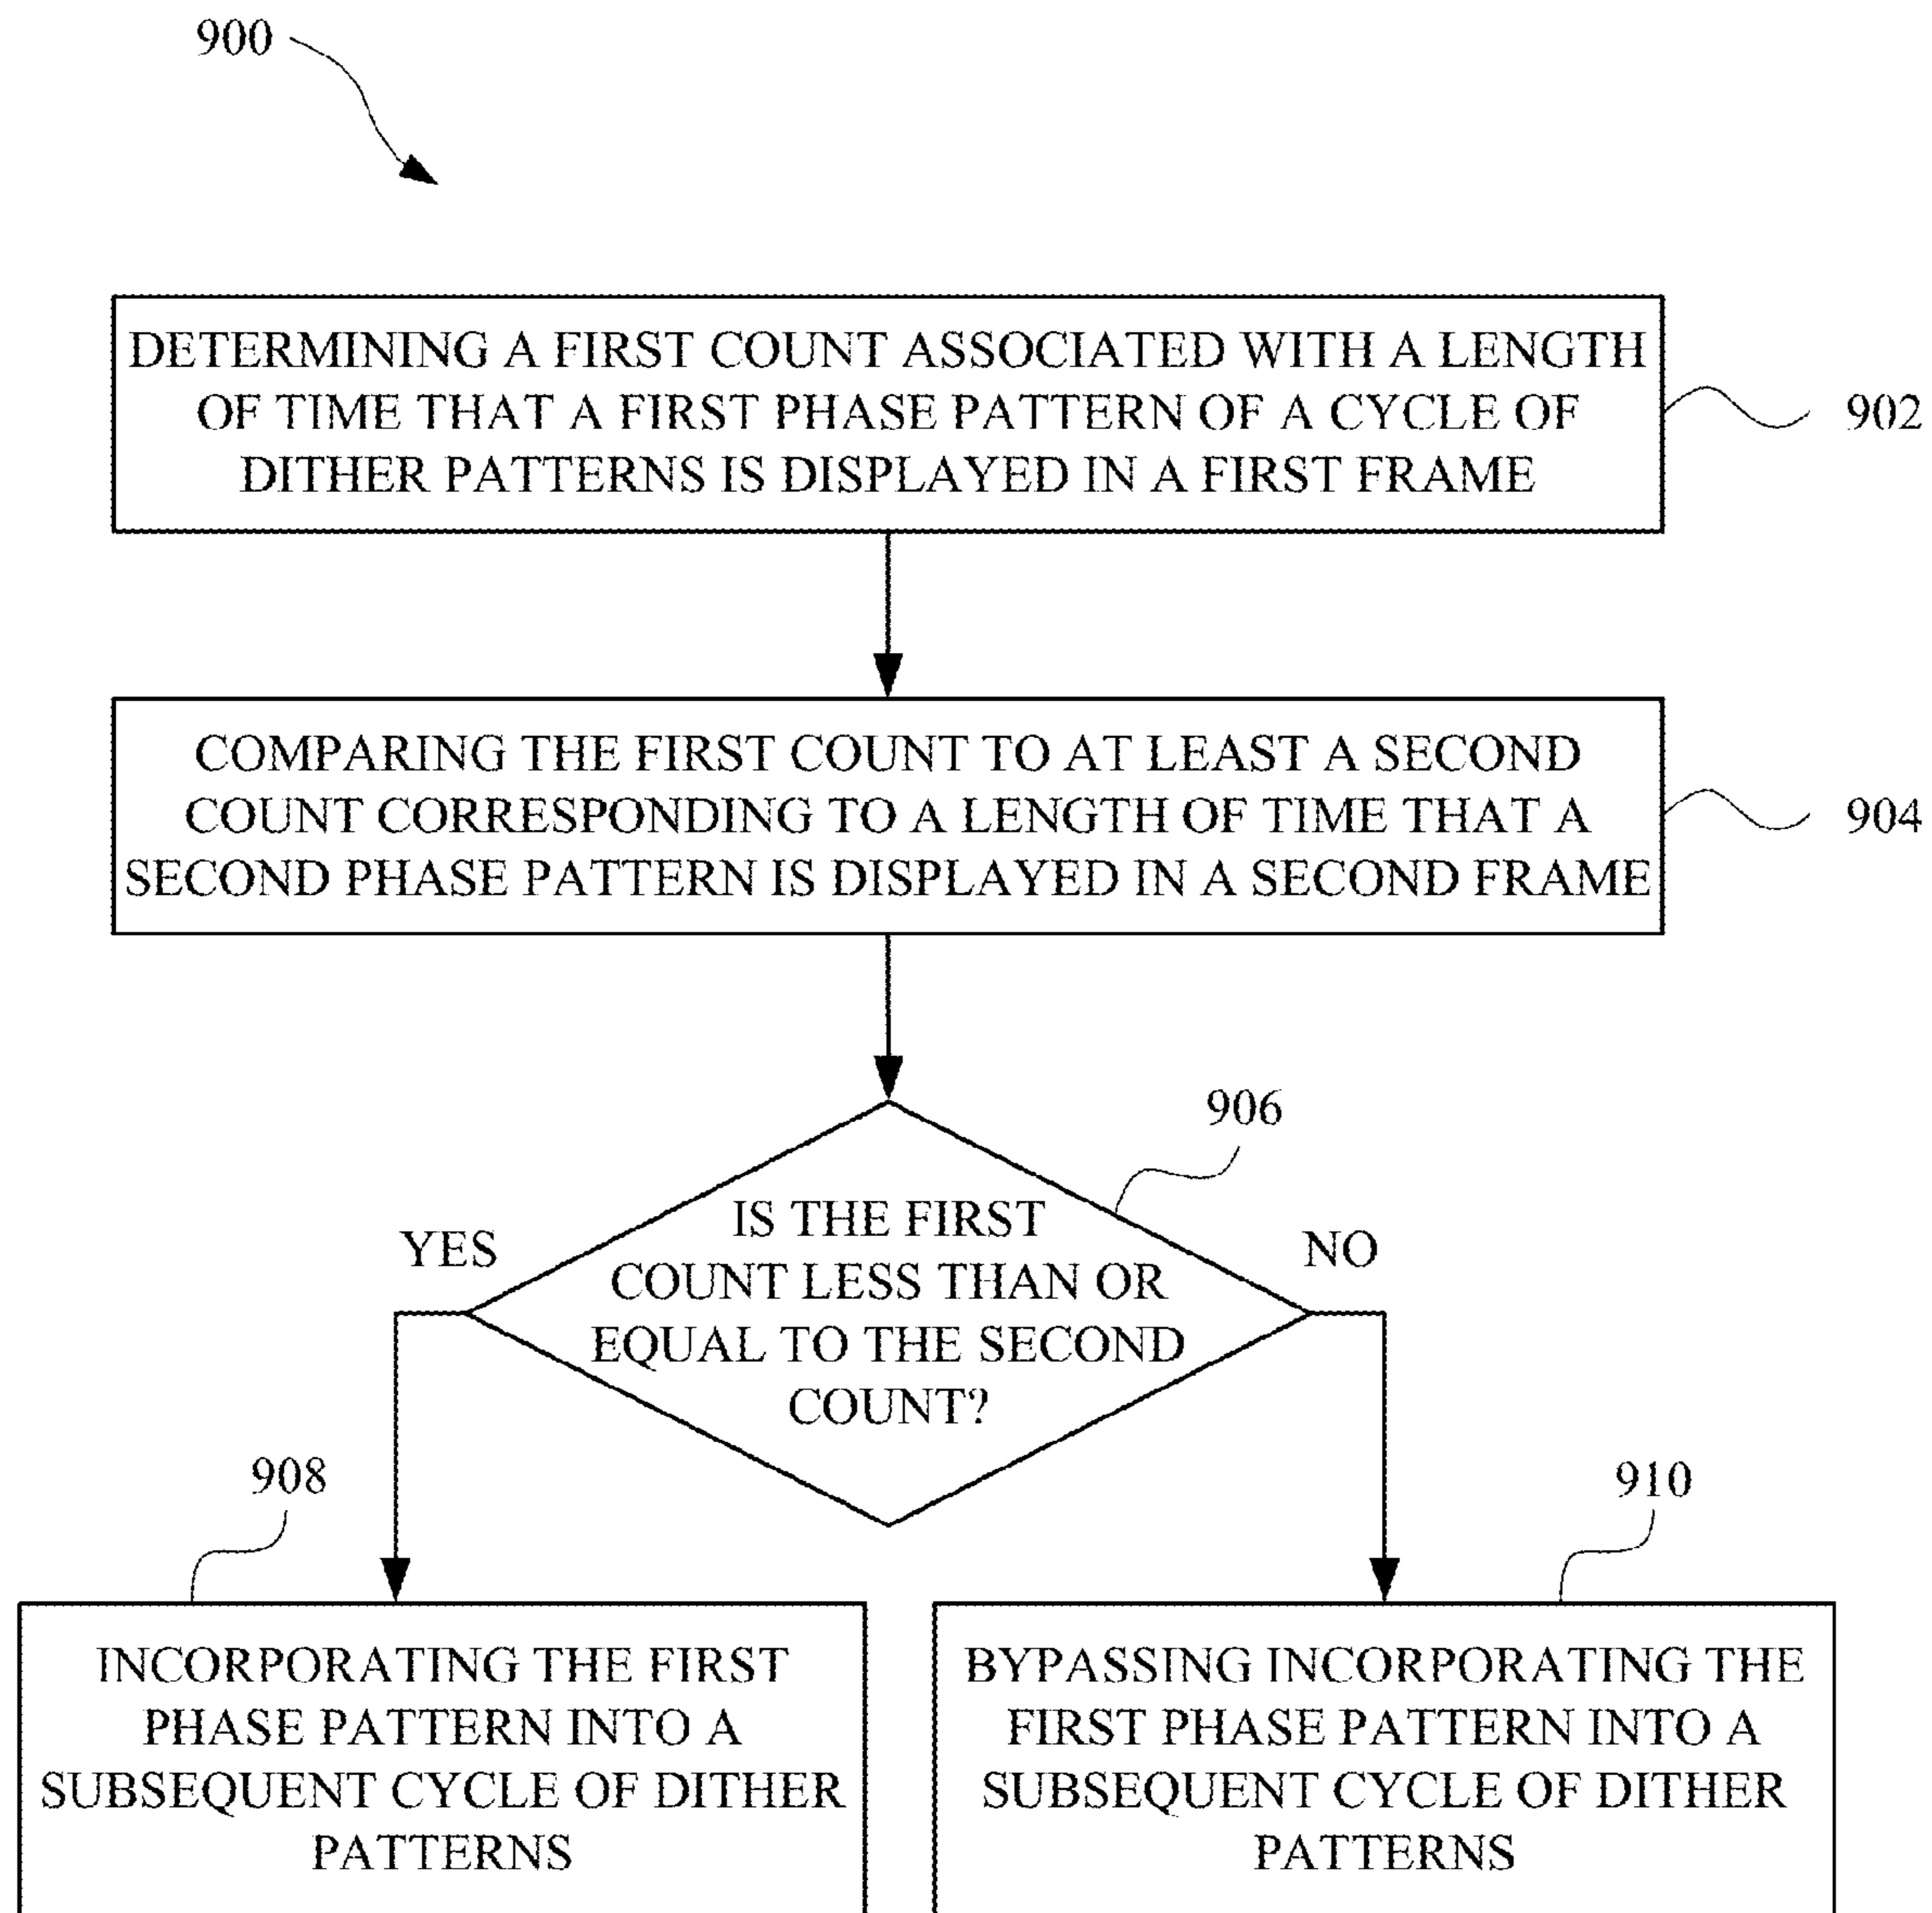 900
DETERMINING A FIRST COUNT ASSOCIATED WITH A LENGTH
OF TIME THAT A FIRST PHASE PATTERN OF A CYCLE OF
DITHER PATTERNS IS DISPLAYED IN A FIRST FRAME
902
COMPARING THE FIRST COUNT TO AT LEAST A SECOND
COUNT CORRESPONDING TO A LENGTH OF TIME THAT A
SECOND PHASE PATTERN IS DISPLAYED IN A SECOND FRAME
904
906
IS THE FIRST
COUNT LESS THAN OR
EQUAL TO THE SECOND
COUNT?
YES
NO
908
INCORPORATING THE FIRST
PHASE PATTERN INTO A
SUBSEQUENT CYCLE OF DITHER
PATTERNS
910
BYPASSING INCORPORATING THE
FIRST PHASE PATTERN INTO A
SUBSEQUENT CYCLE OF DITHER
PATTERNS